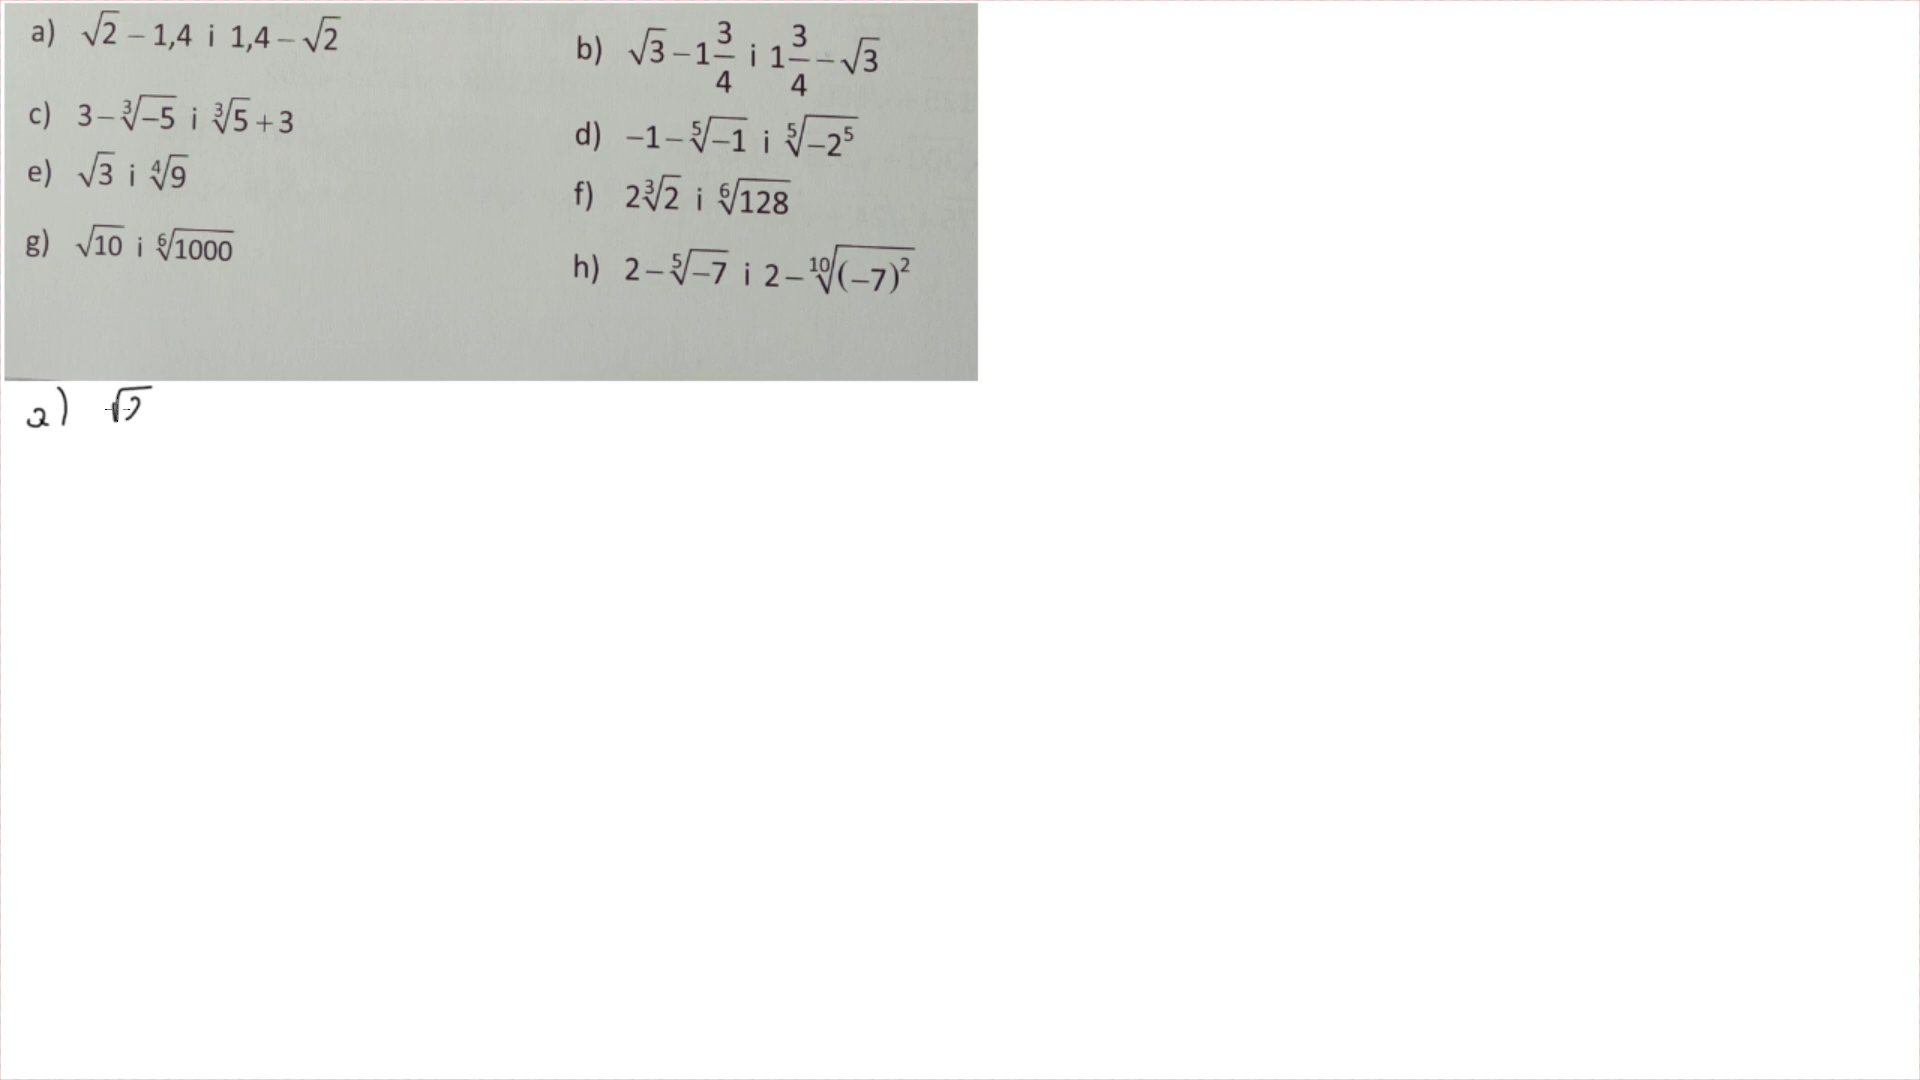 a) √2 – 1,4 i 1,4 – √2
b) √3 – 1 3/4 i 1 3/4 – √3
c) 3 – ∛−5 i ∛5 + 3
d) –1 – ⁵√−1 i ⁵√−2⁵
e) √3 i ⁴√9
f) 2∛2 i ⁶√128
g) √10 i ⁶√1000
h) 2 – ⁵√−7 i 2 – ¹⁰√(−7)²
a) √2